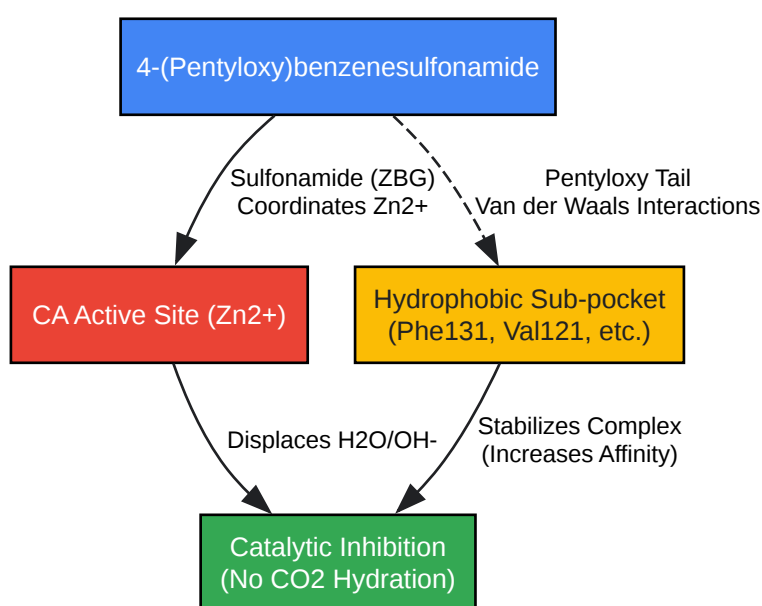 4-(Pentyloxy)benzenesulfonamide
Sulfonamide (ZBG)
Coordinates Zn2+
Pentyloxy Tail
Van der Waals Interactions
CA Active Site (Zn2+)
Hydrophobic Sub-pocket
(Phe131, Val121, etc.)
Displaces H2O/OH-
Stabilizes Complex
(Increases Affinity)
Catalytic Inhibition
(No CO2 Hydration)